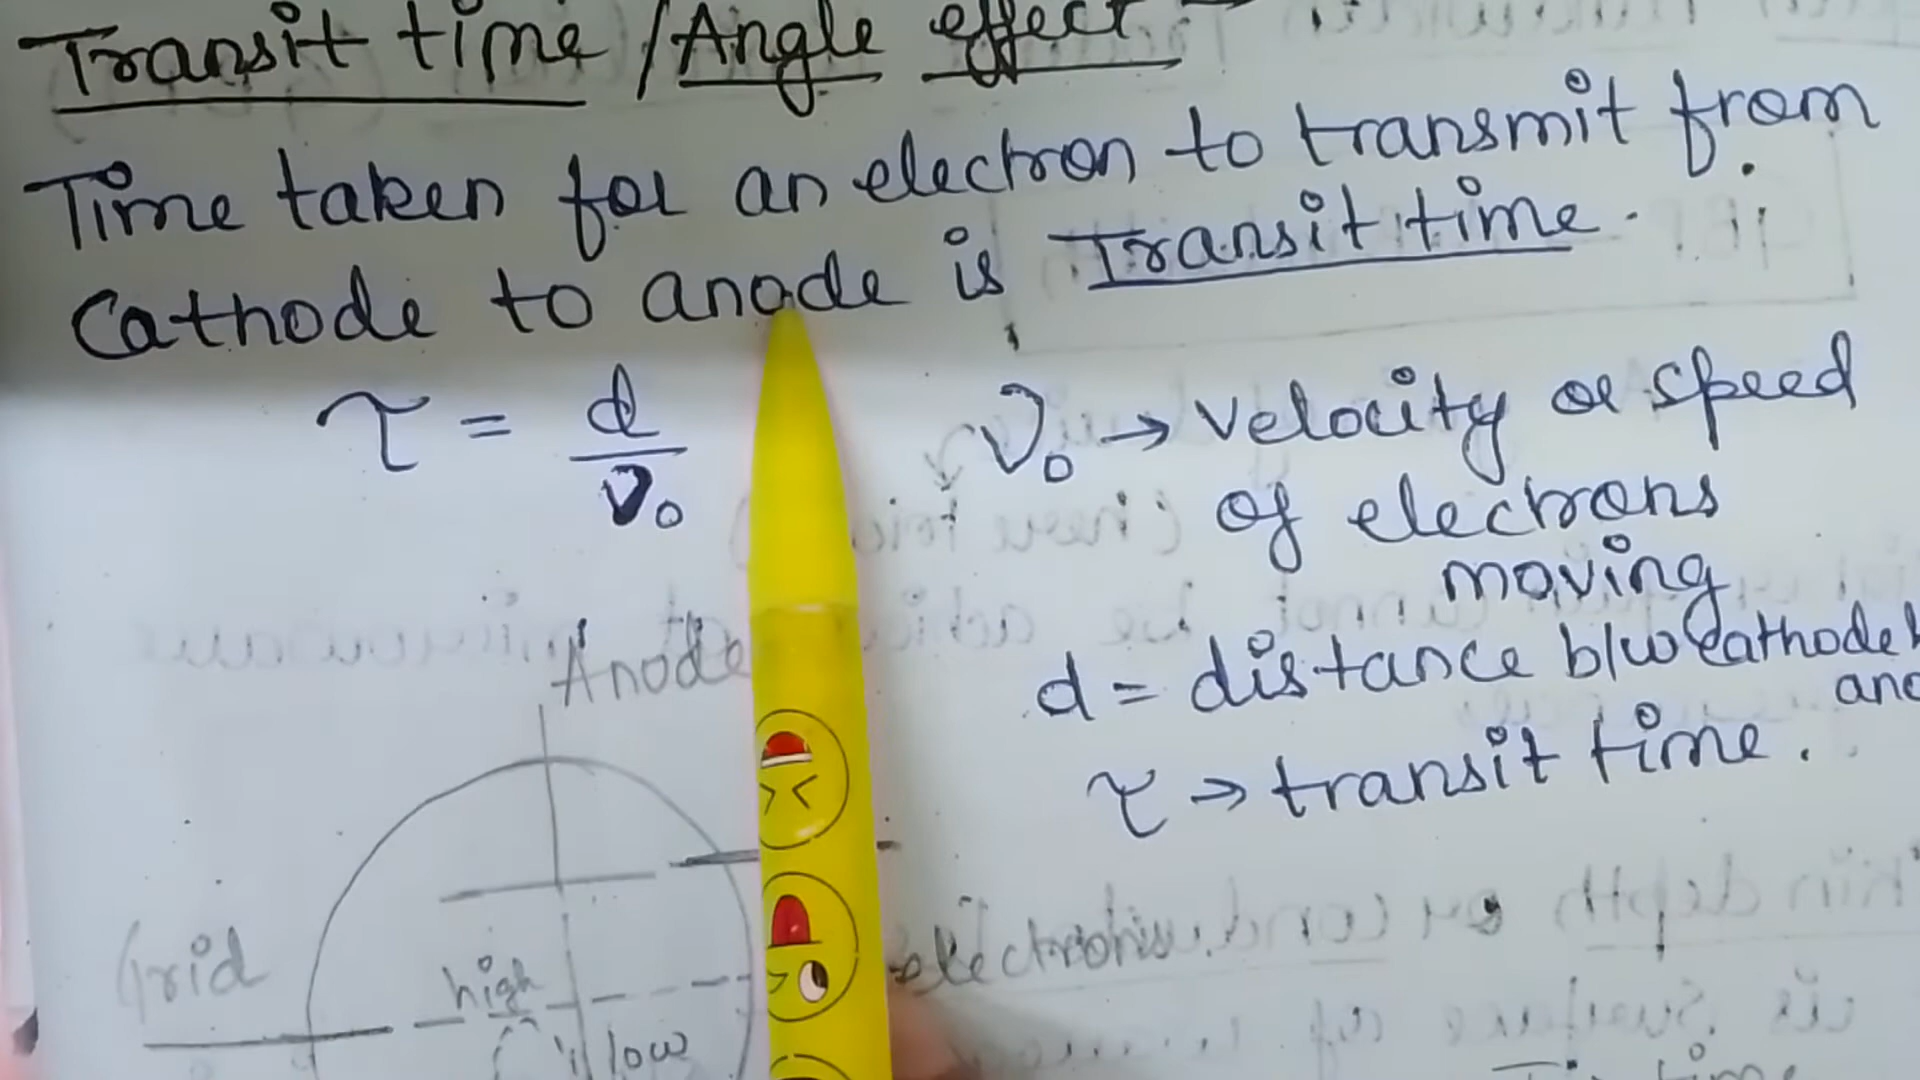 Transit time / Angle effect →
Time taken for an electron to transmit from
Cathode to anode is Transit time.
τ = d / V₀
V₀ → velocity or speed
of electrons
moving
d = distance b/w Cathode
τ → transit time.
Anode
Grid
high
low
electrons